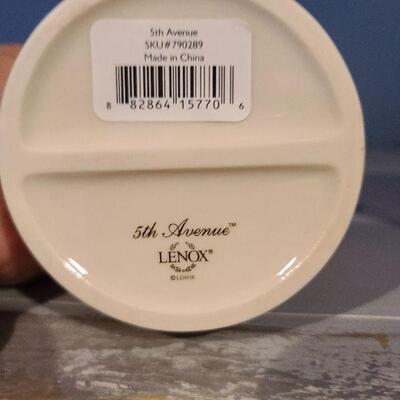 5th Avenue
SKU#790289
Made in China
8 82864 15770 6
5th Avenue™
LENOX®
©LENOX